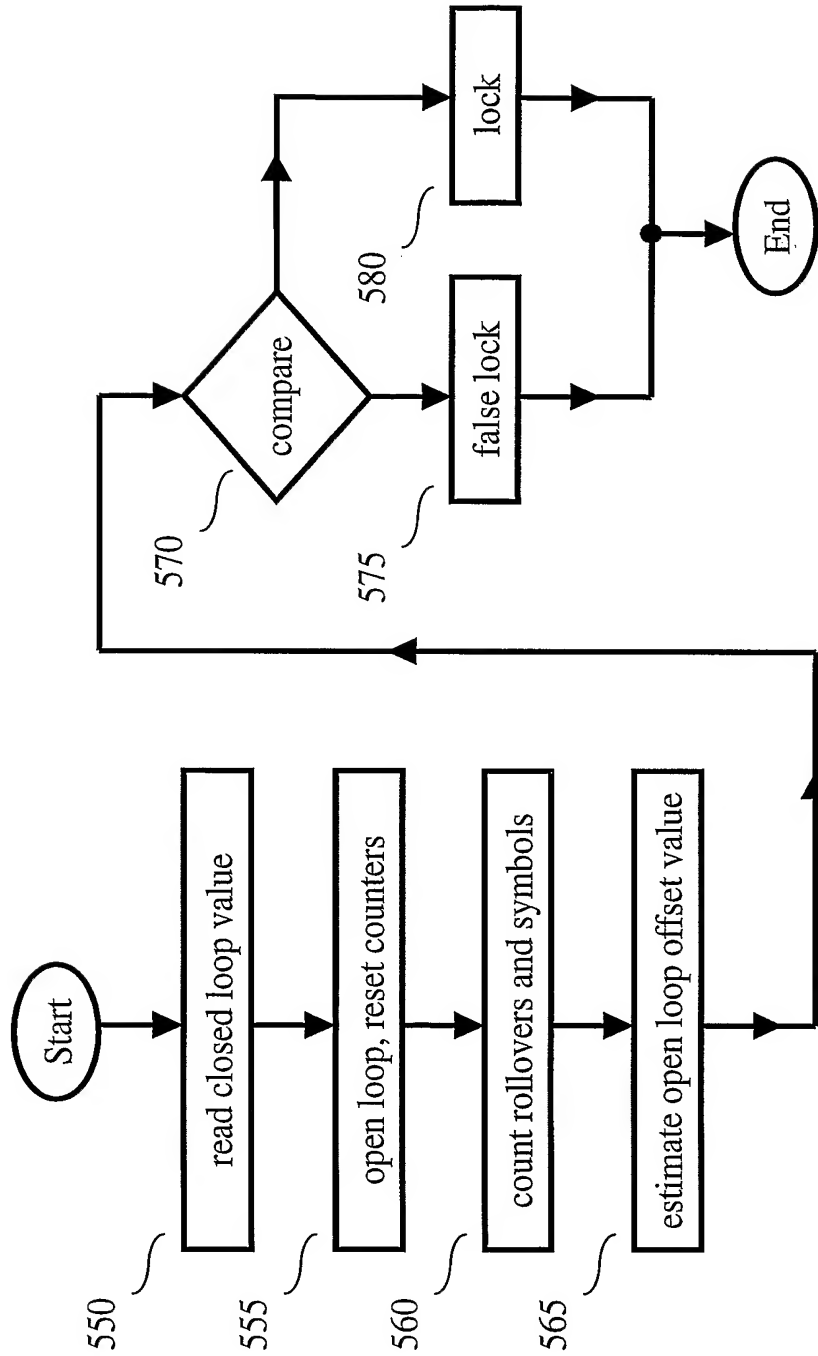 Start
550
read closed loop value
555
open loop, reset counters
560
count rollovers and symbols
565
estimate open loop offset value
570
compare
575
false lock
580
lock
End